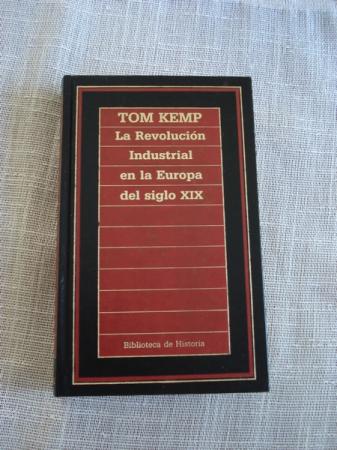 TOM KEMP
La Revolución
Industrial
en la Europa
del siglo XIX
Biblioteca de Historia